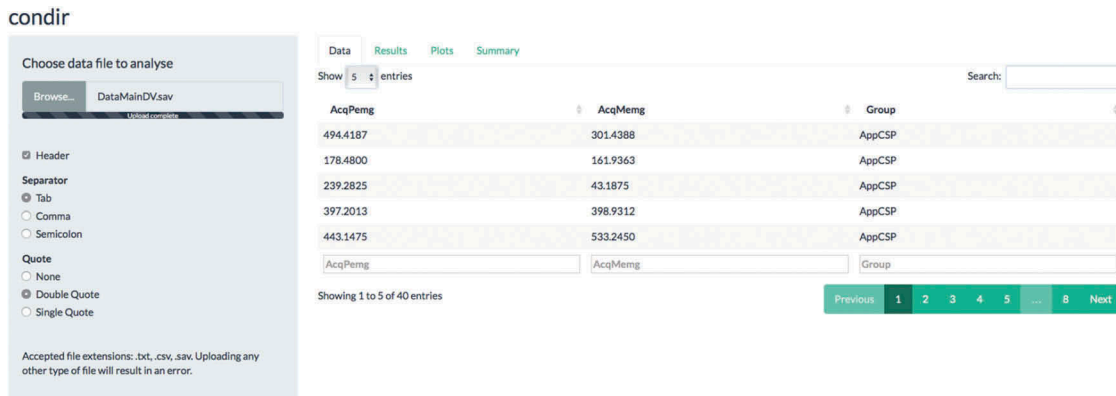 condir
Choose data file to analyse
Browse... DataMainDV.sav
Upload complete
Header
Separator
Tab
Comma
Semicolon
Quote
None
Double Quote
Single Quote
Accepted file extensions: .txt, .csv, .sav. Uploading any
other type of file will result in an error.
Data Results Plots Summary
Show 5 entries Search:
AcqPemg AcqMemg Group
494.4187 301.4388 AppCSP
178.4800 161.9363 AppCSP
239.2825 43.1875 AppCSP
397.2013 398.9312 AppCSP
443.1475 533.2450 AppCSP
AcqPemg AcqMemg Group
Showing 1 to 5 of 40 entries Previous 1 2 3 4 5 ... 8 Next